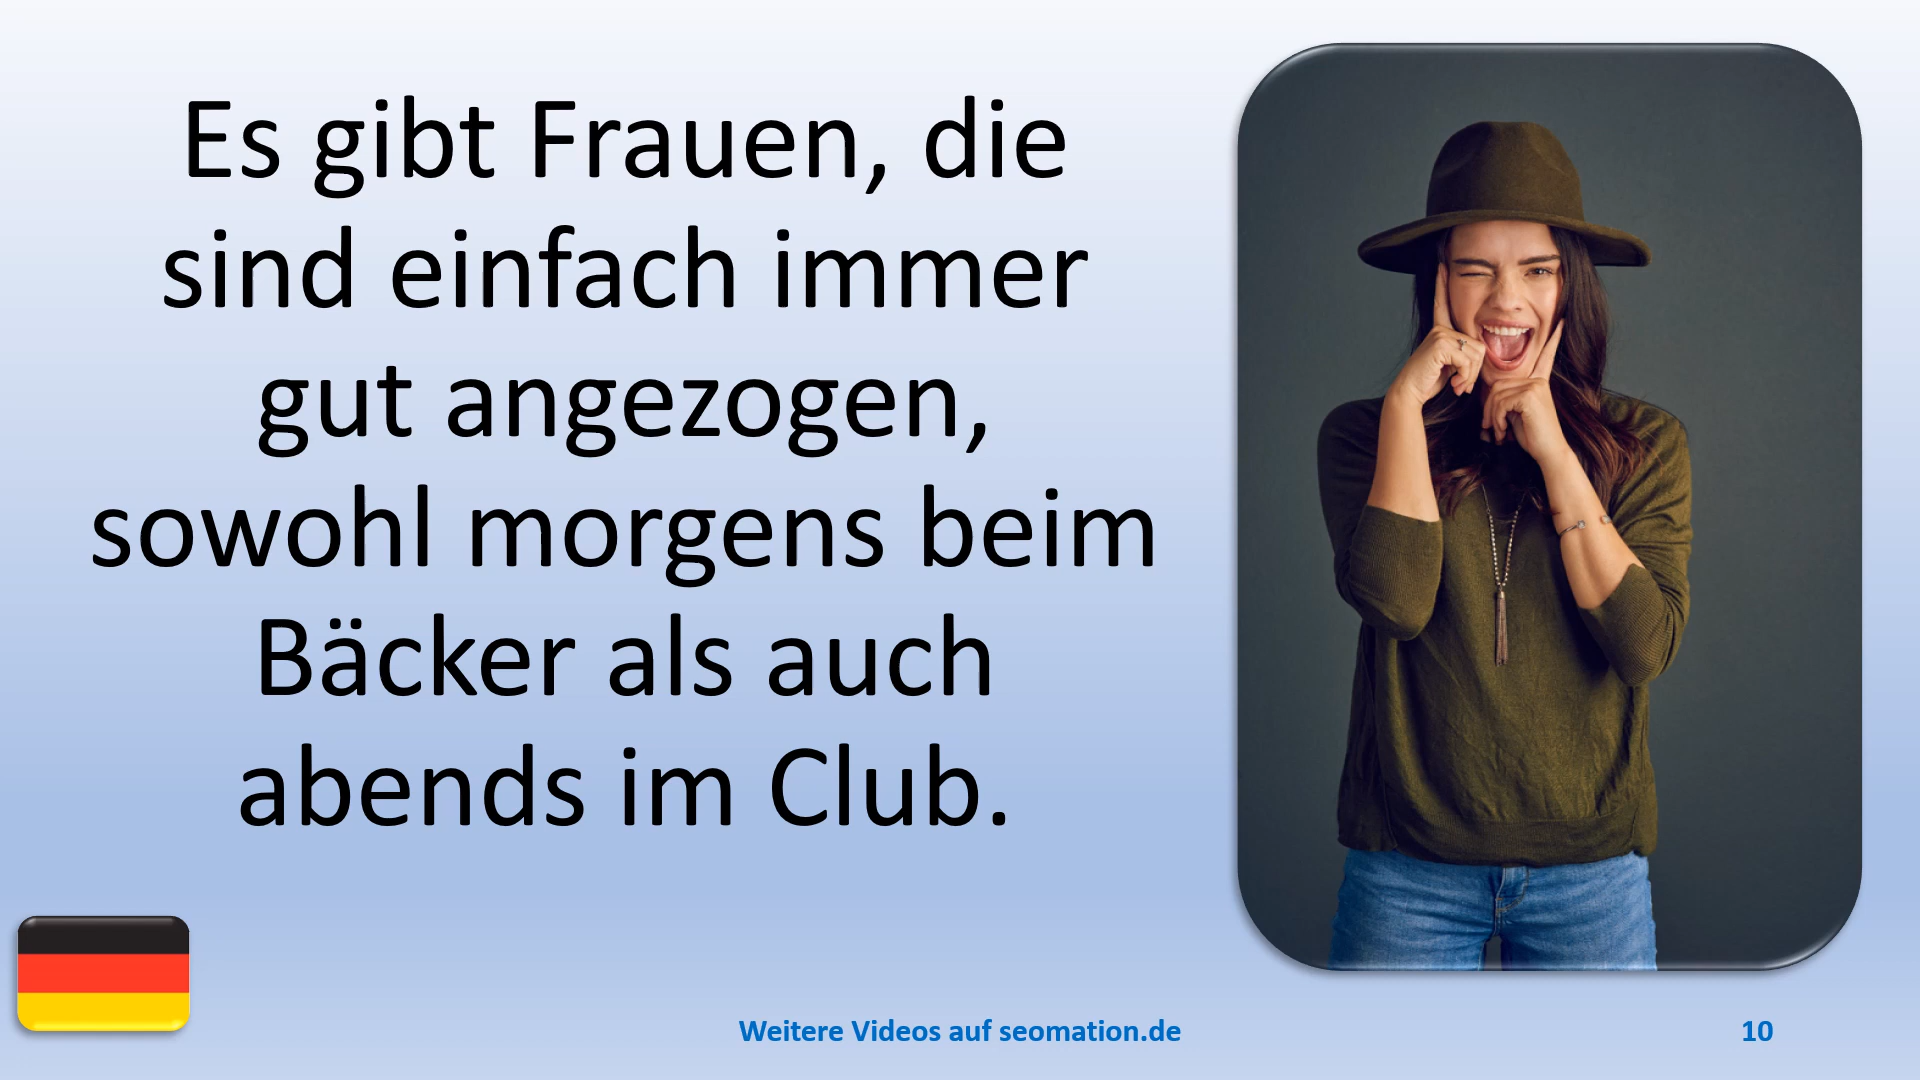 Es gibt Frauen, die
sind einfach immer
gut angezogen,
sowohl morgens beim
Bäcker als auch
abends im Club.
Weitere Videos auf seomation.de
10